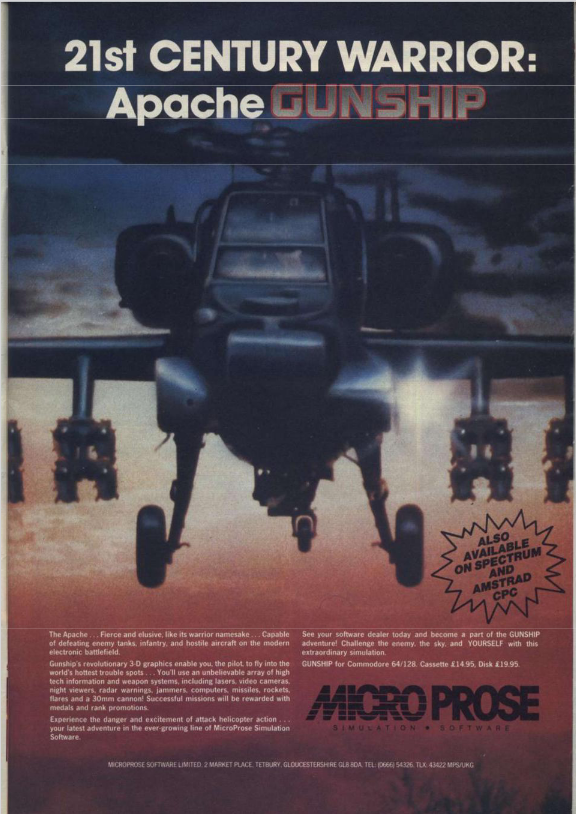 21st CENTURY WARRIOR:
Apache GUNSHIP
ALSO
AVAILABLE
ON SPECTRUM
AND
AMSTRAD
CPC
The Apache . . . Fierce and elusive, like its warrior namesake . . . Capable
of defeating enemy tanks, infantry, and hostile aircraft on the modern
electronic battlefield.
Gunship's revolutionary 3-D graphics enable you, the pilot, to fly into the
world's hottest trouble spots . . . You'll use an unbelievable array of high
tech information and weapon systems, including lasers, video cameras,
night viewers, radar warnings, jammers, computers, missiles, rockets,
flares and a 30mm cannon! Successful missions will be rewarded with
medals and rank promotions.
Experience the danger and excitement of attack helicopter action . . .
your latest adventure in the ever-growing line of MicroProse Simulation
Software.
See your software dealer today and become a part of the GUNSHIP
adventure! Challenge the enemy, the sky, and YOURSELF with this
extraordinary simulation.
GUNSHIP for Commodore 64/128. Cassette £14.95, Disk £19.95.
MICROPROSE
SIMULATION ★ SOFTWARE
MICROPROSE SOFTWARE LIMITED, 2 MARKET PLACE, TETBURY, GLOUCESTERSHIRE GL8 8DA. TEL: (0666) 54326. TLX: 43422 MPS/UKG